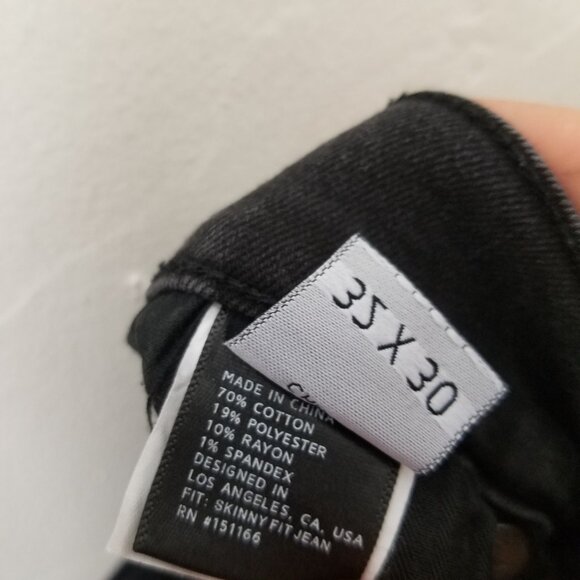 35 X 30
MADE IN CHINA
70% COTTON
19% POLYESTER
10% RAYON
1% SPANDEX
DESIGNED IN
LOS ANGELES, CA, USA
FIT: SKINNY FIT JEAN
RN #151166